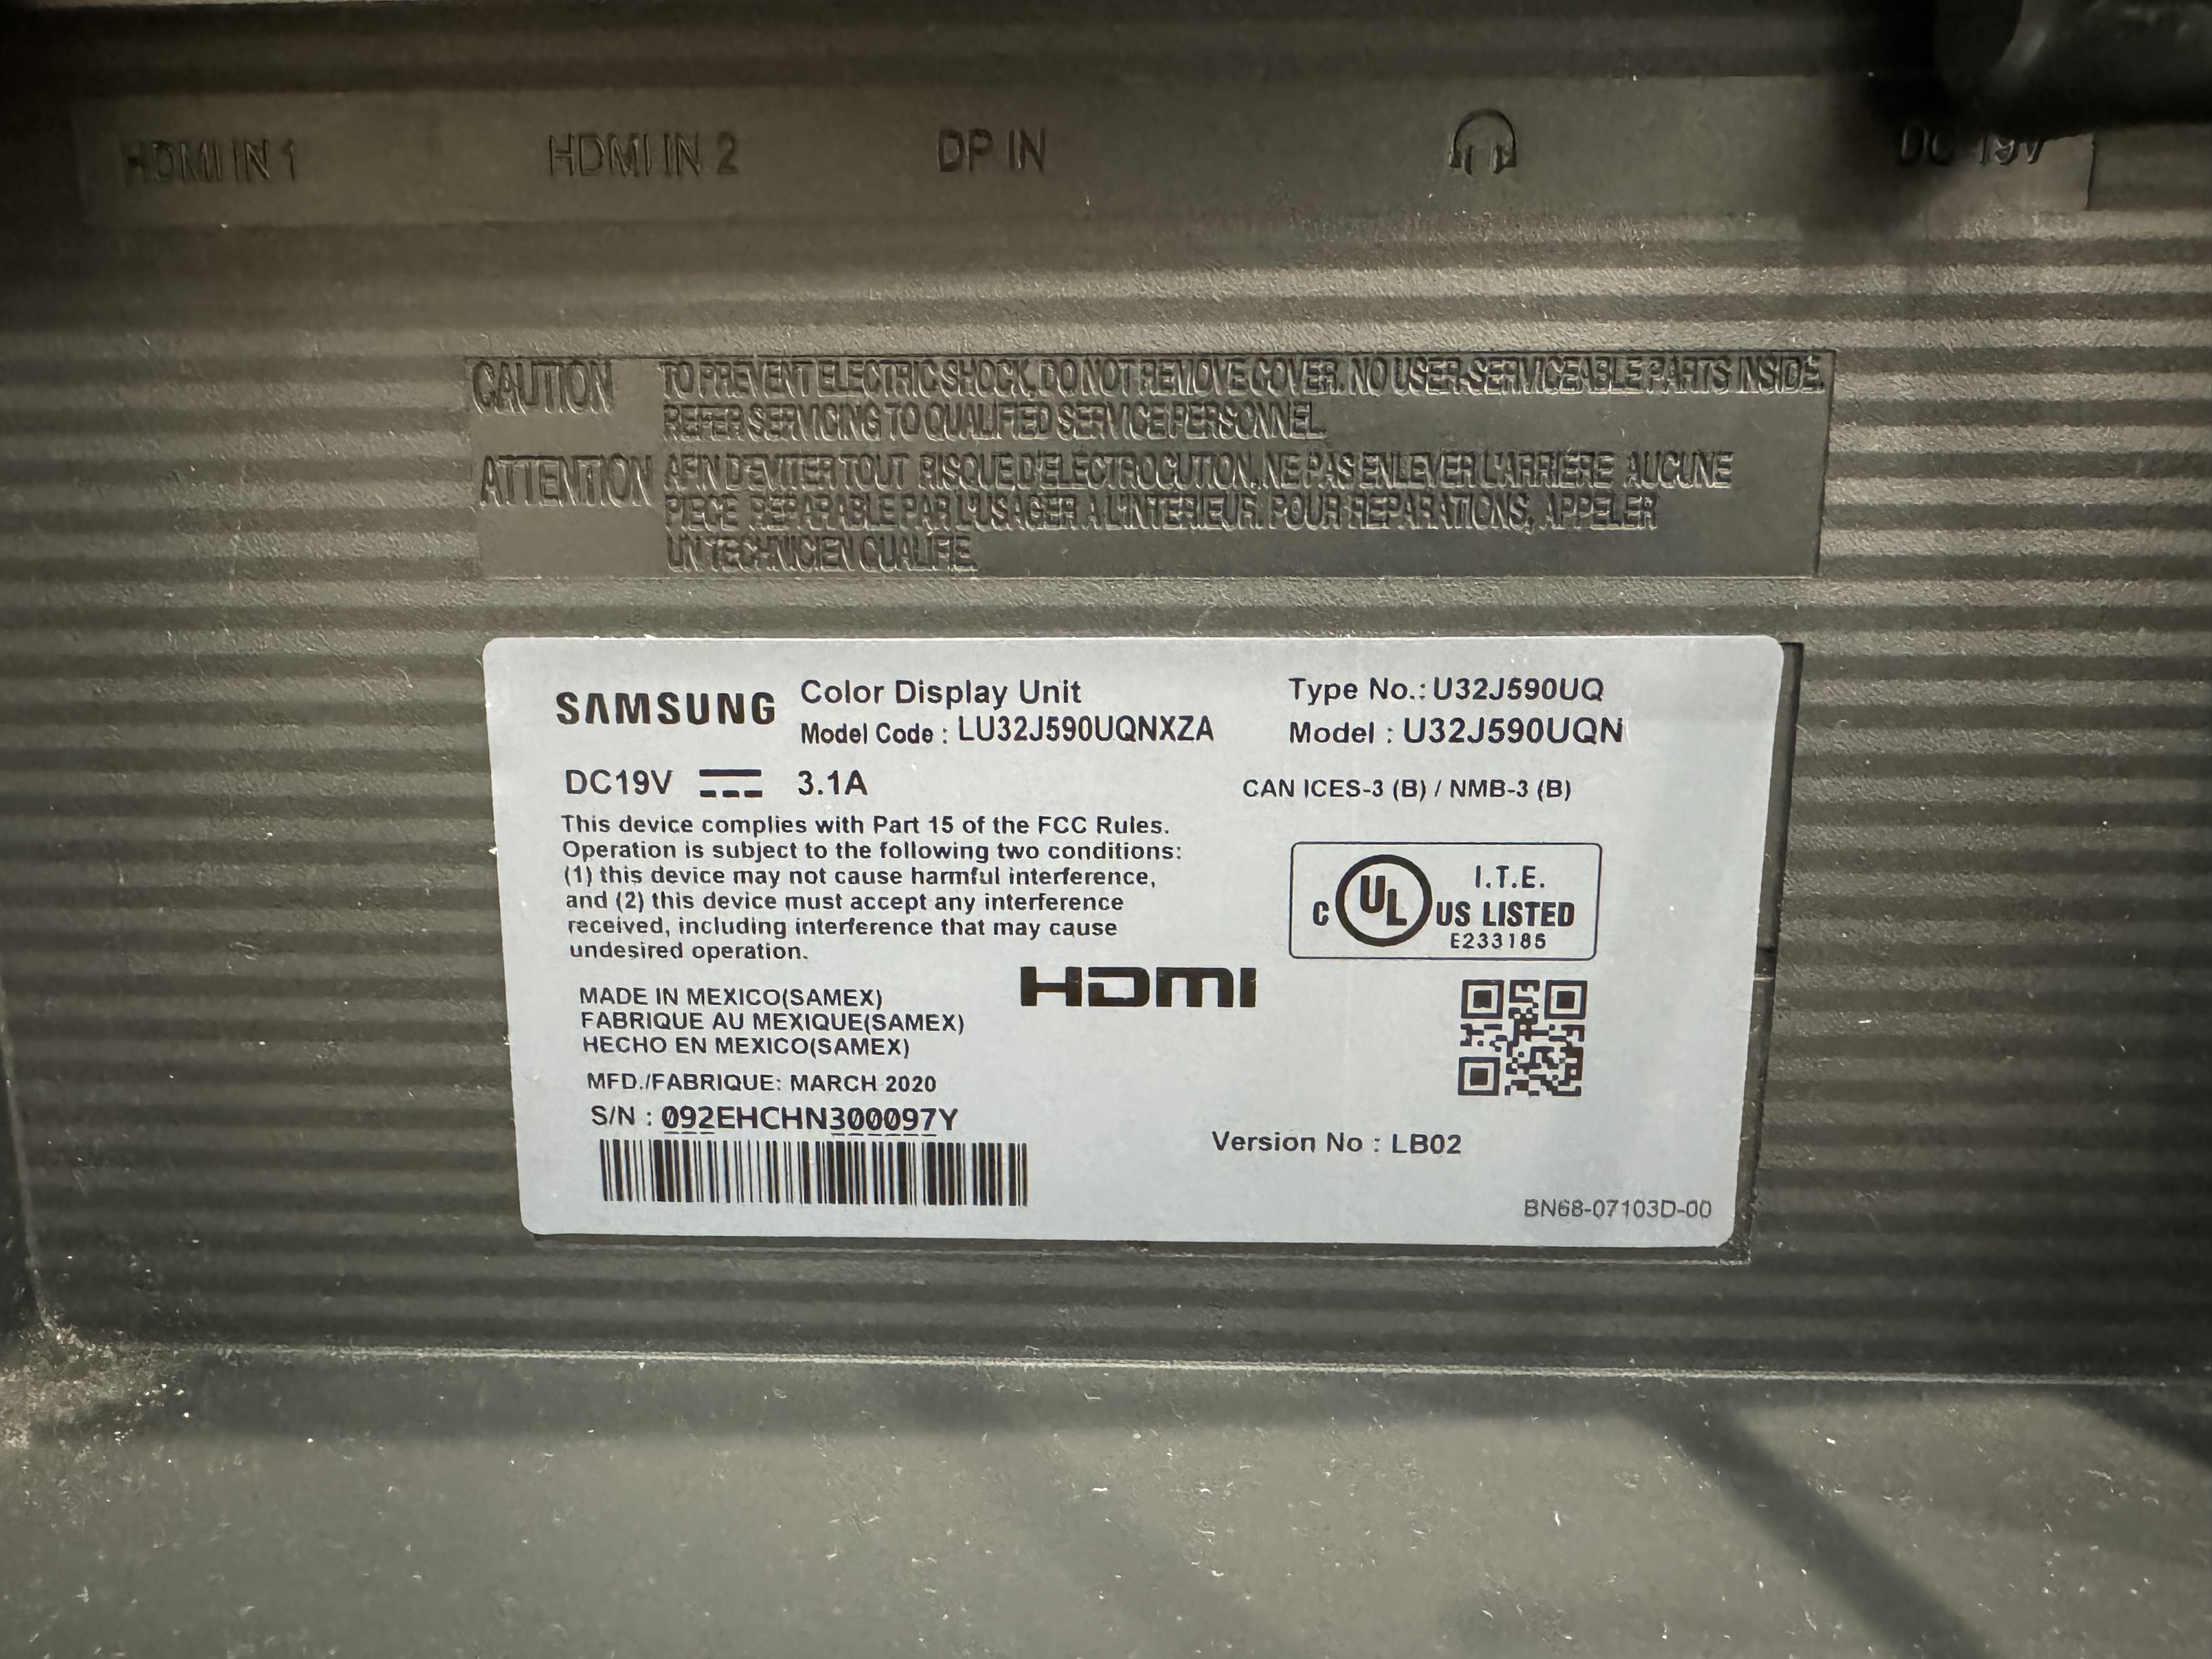 HDMI IN 1 HDMI IN 2 DP IN DC 19V
CAUTION TO PREVENT ELECTRIC SHOCK, DO NOT REMOVE COVER. NO USER-SERVICEABLE PARTS INSIDE.
REFER SERVICING TO QUALIFIED SERVICE PERSONNEL.
ATTENTION AFIN D'EVITER TOUT RISQUE D'ELECTROCUTION, NE PAS ENLEVER L'ARRIERE AUCUNE
PIECE REPARABLE PAR L'USAGER A L'INTERIEUR. POUR REPARATIONS, APPELER
UN TECHNICIEN QUALIFIE.
SAMSUNG Color Display Unit Type No.: U32J590UQ
Model Code : LU32J590UQNXZA Model : U32J590UQN
DC19V 3.1A CAN ICES-3 (B) / NMB-3 (B)
This device complies with Part 15 of the FCC Rules.
Operation is subject to the following two conditions:
(1) this device may not cause harmful interference,
and (2) this device must accept any interference
received, including interference that may cause
undesired operation.
C UL US LISTED
I.T.E.
E233185
HDMI
MADE IN MEXICO(SAMEX)
FABRIQUE AU MEXIQUE(SAMEX)
HECHO EN MEXICO(SAMEX)
MFD./FABRIQUE: MARCH 2020
S/N : 092EHCHN300097Y
Version No : LB02
BN68-07103D-00